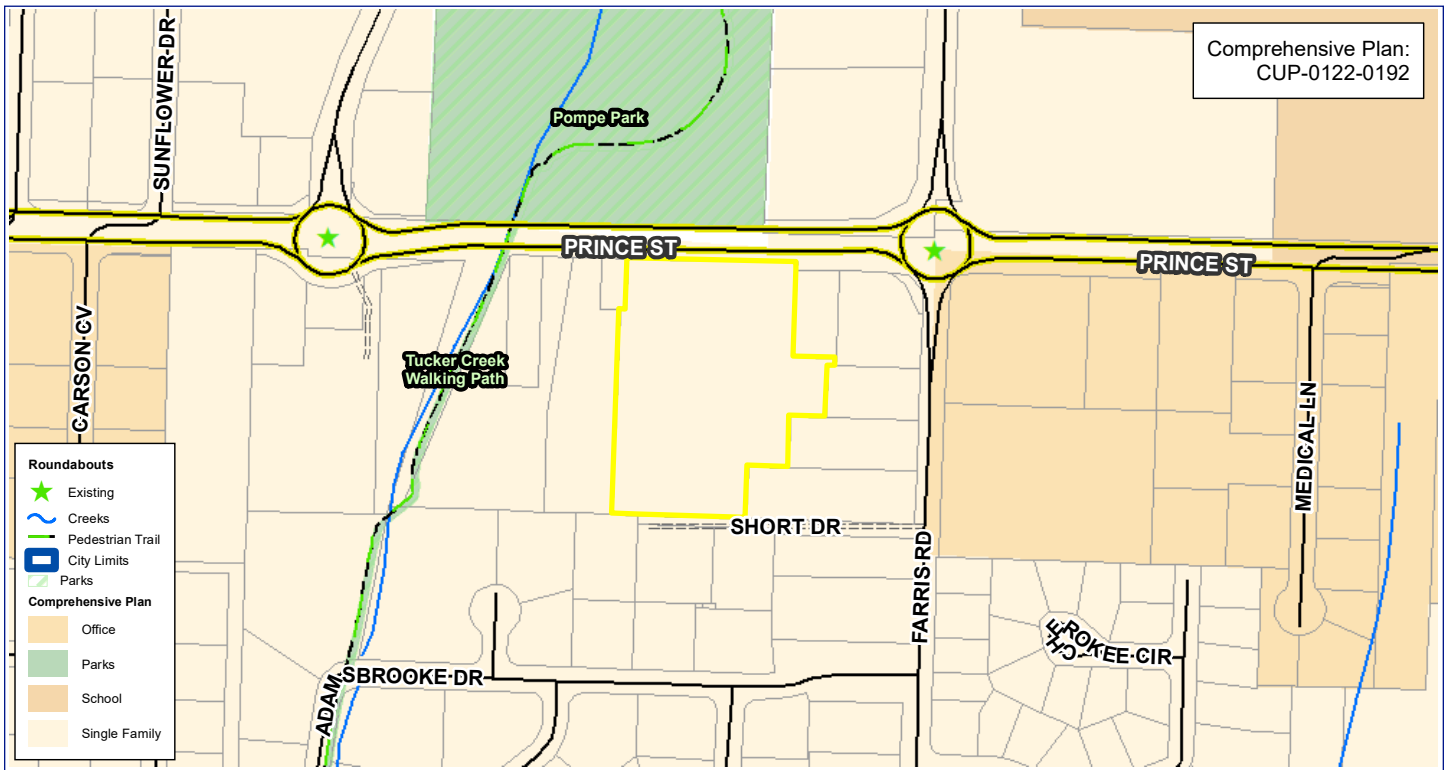 Comprehensive Plan:
CUP-0122-0192
SUNFLOWER DR
Pompe Park
PRINCE ST
PRINCE ST
CARSON CV
Tucker Creek
Walking Path
MEDICAL LN
SHORT DR
FARRIS RD
CHEROKEE CIR
ADAMSBROOKE DR
Roundabouts
Existing
Creeks
Pedestrian Trail
City Limits
Parks
Comprehensive Plan
Office
Parks
School
Single Family